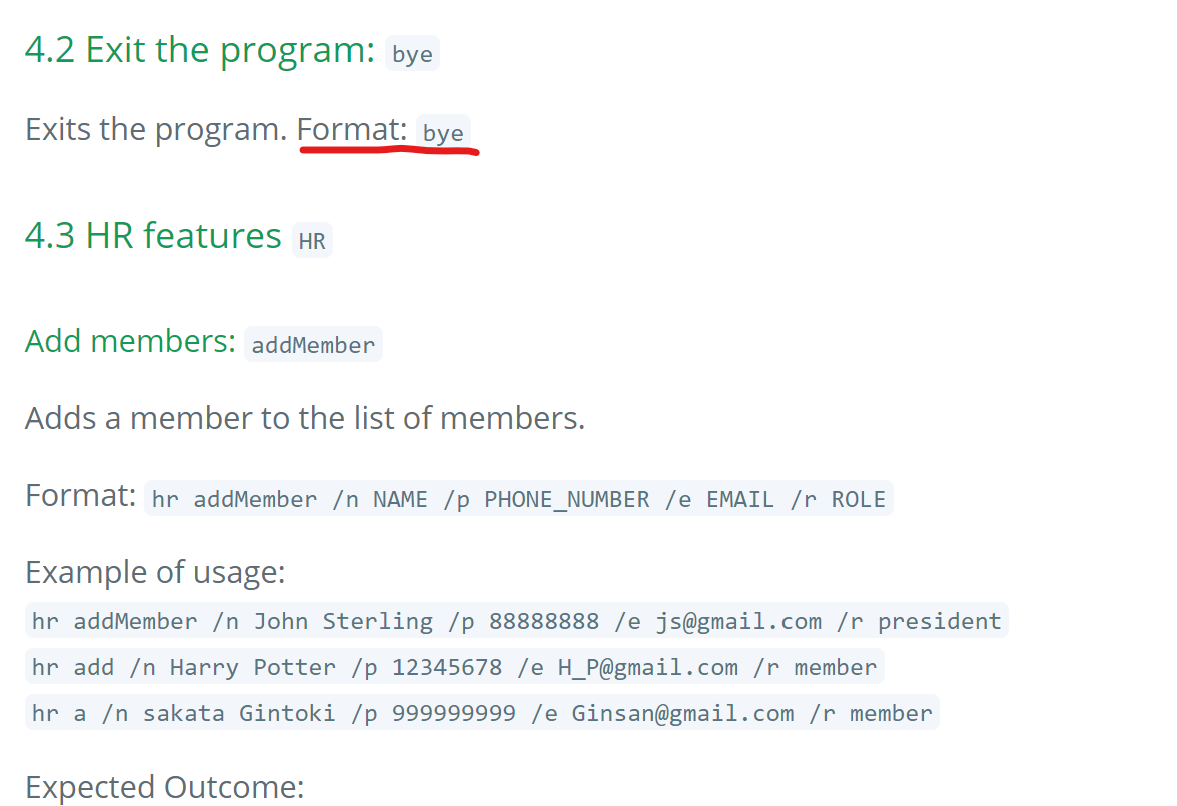 4.2 Exit the program: bye
Exits the program. Format: bye
4.3 HR features HR
Add members: addMember
Adds a member to the list of members.
Format: hr addMember /n NAME /p PHONE_NUMBER /e EMAIL /r ROLE
Example of usage:
hr addMember /n John Sterling /p 88888888 /e js@gmail.com /r president
hr add /n Harry Potter /p 12345678 /e H_P@gmail.com /r member
hr a /n sakata Gintoki /p 999999999 /e Ginsan@gmail.com /r member
Expected Outcome: